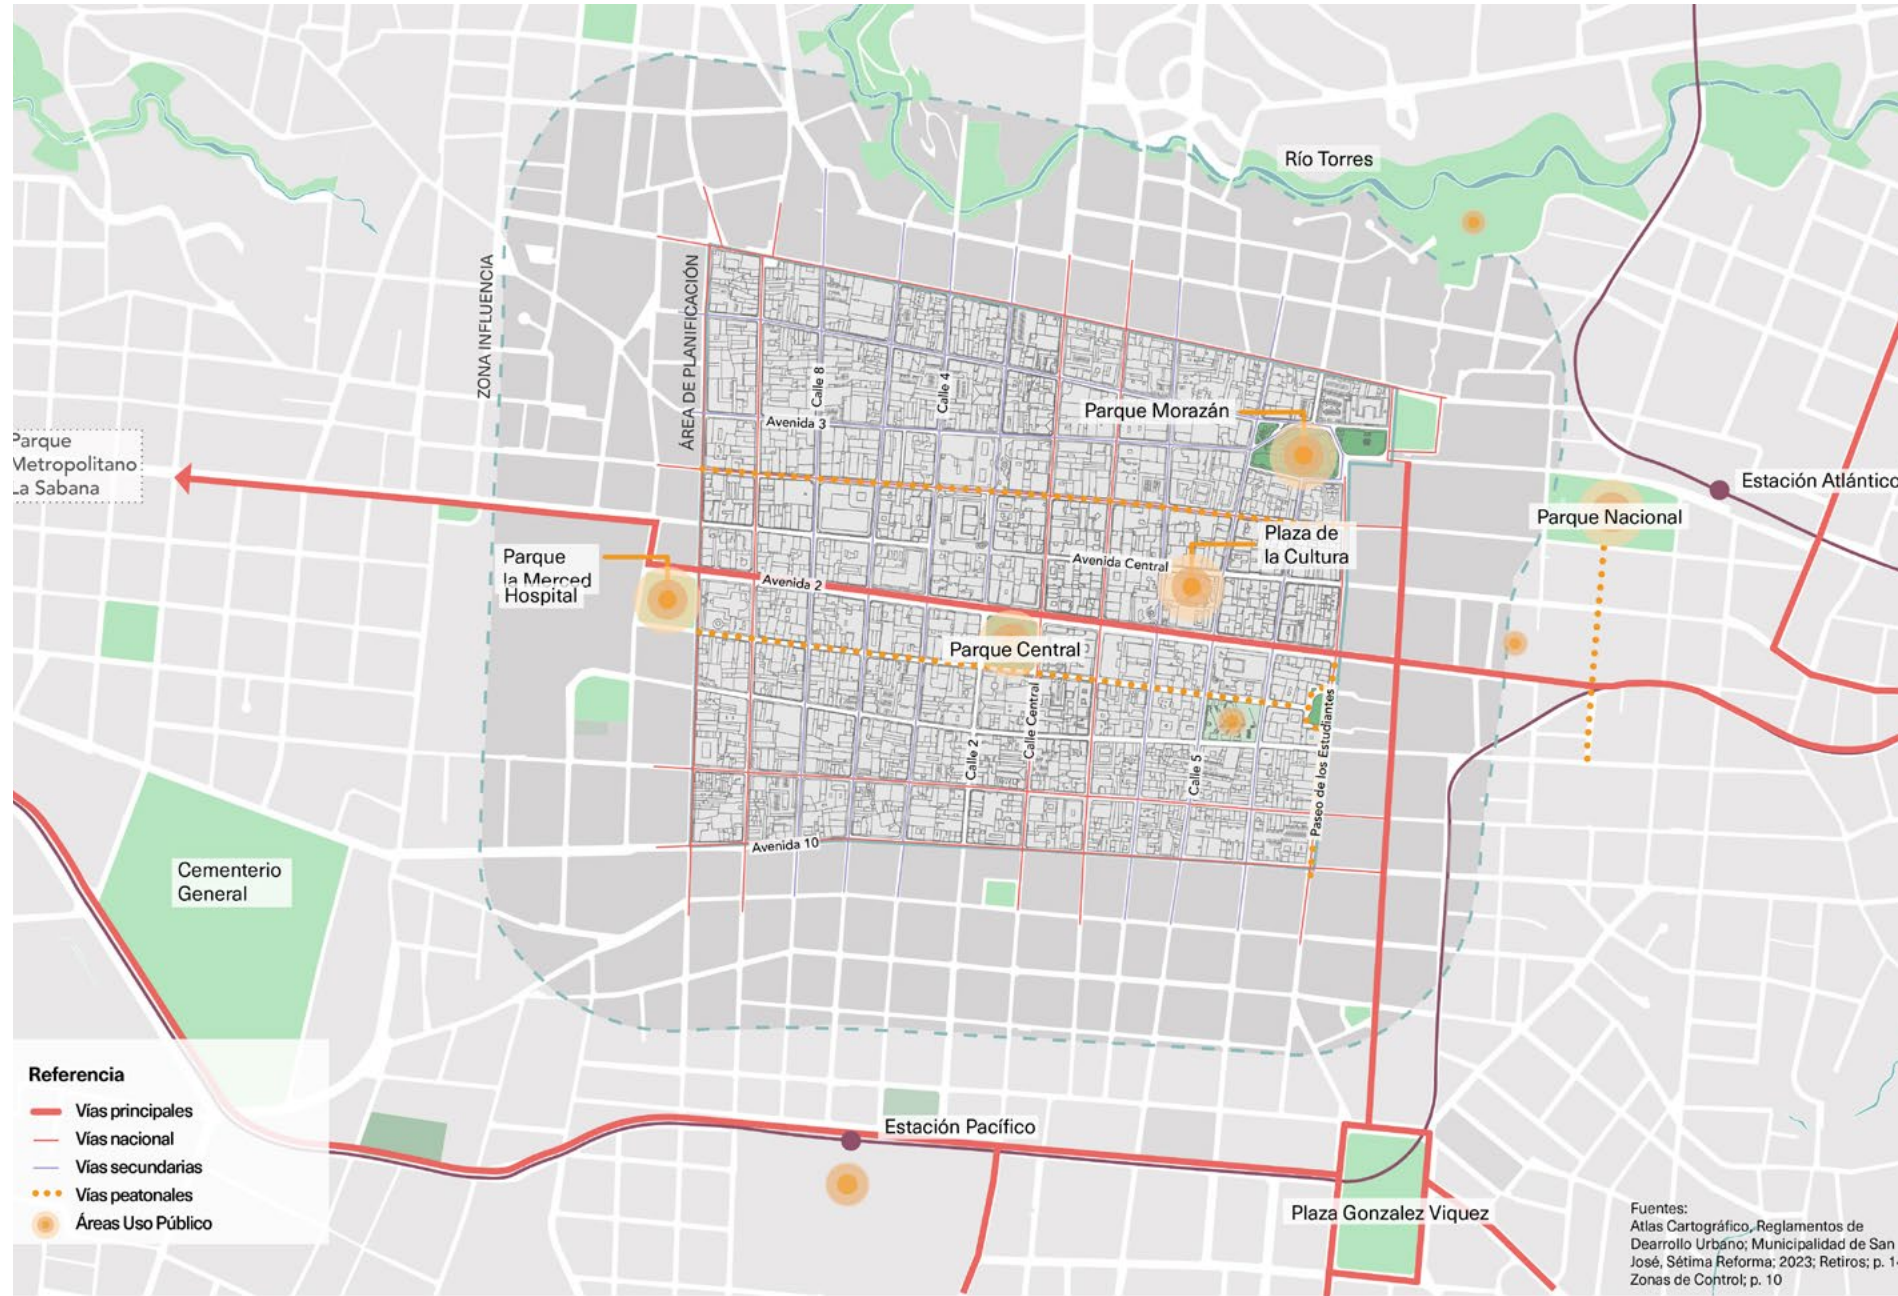 Río Torres
ZONA INFLUENCIA
ÁREA DE PLANIFICACIÓN
Calle 8
Calle 4
Avenida 3
Parque Morazán
Parque
Metropolitano
La Sabana
Estación Atlántico
Parque Nacional
Plaza de
la Cultura
Avenida Central
Parque
la Merced
Hospital
Avenida 2
Parque Central
Calle Central
Calle 2
Calle 5
Paseo de los Estudiantes
Avenida 10
Cementerio
General
Estación Pacífico
Plaza Gonzalez Viquez
Referencia
Vías principales
Vías nacional
Vías secundarias
Vías peatonales
Áreas Uso Público
Fuentes:
Atlas Cartográfico, Reglamentos de
Dearrollo Urbano; Municipalidad de San
José, Sétima Reforma; 2023; Retiros; p. 14
Zonas de Control; p. 10